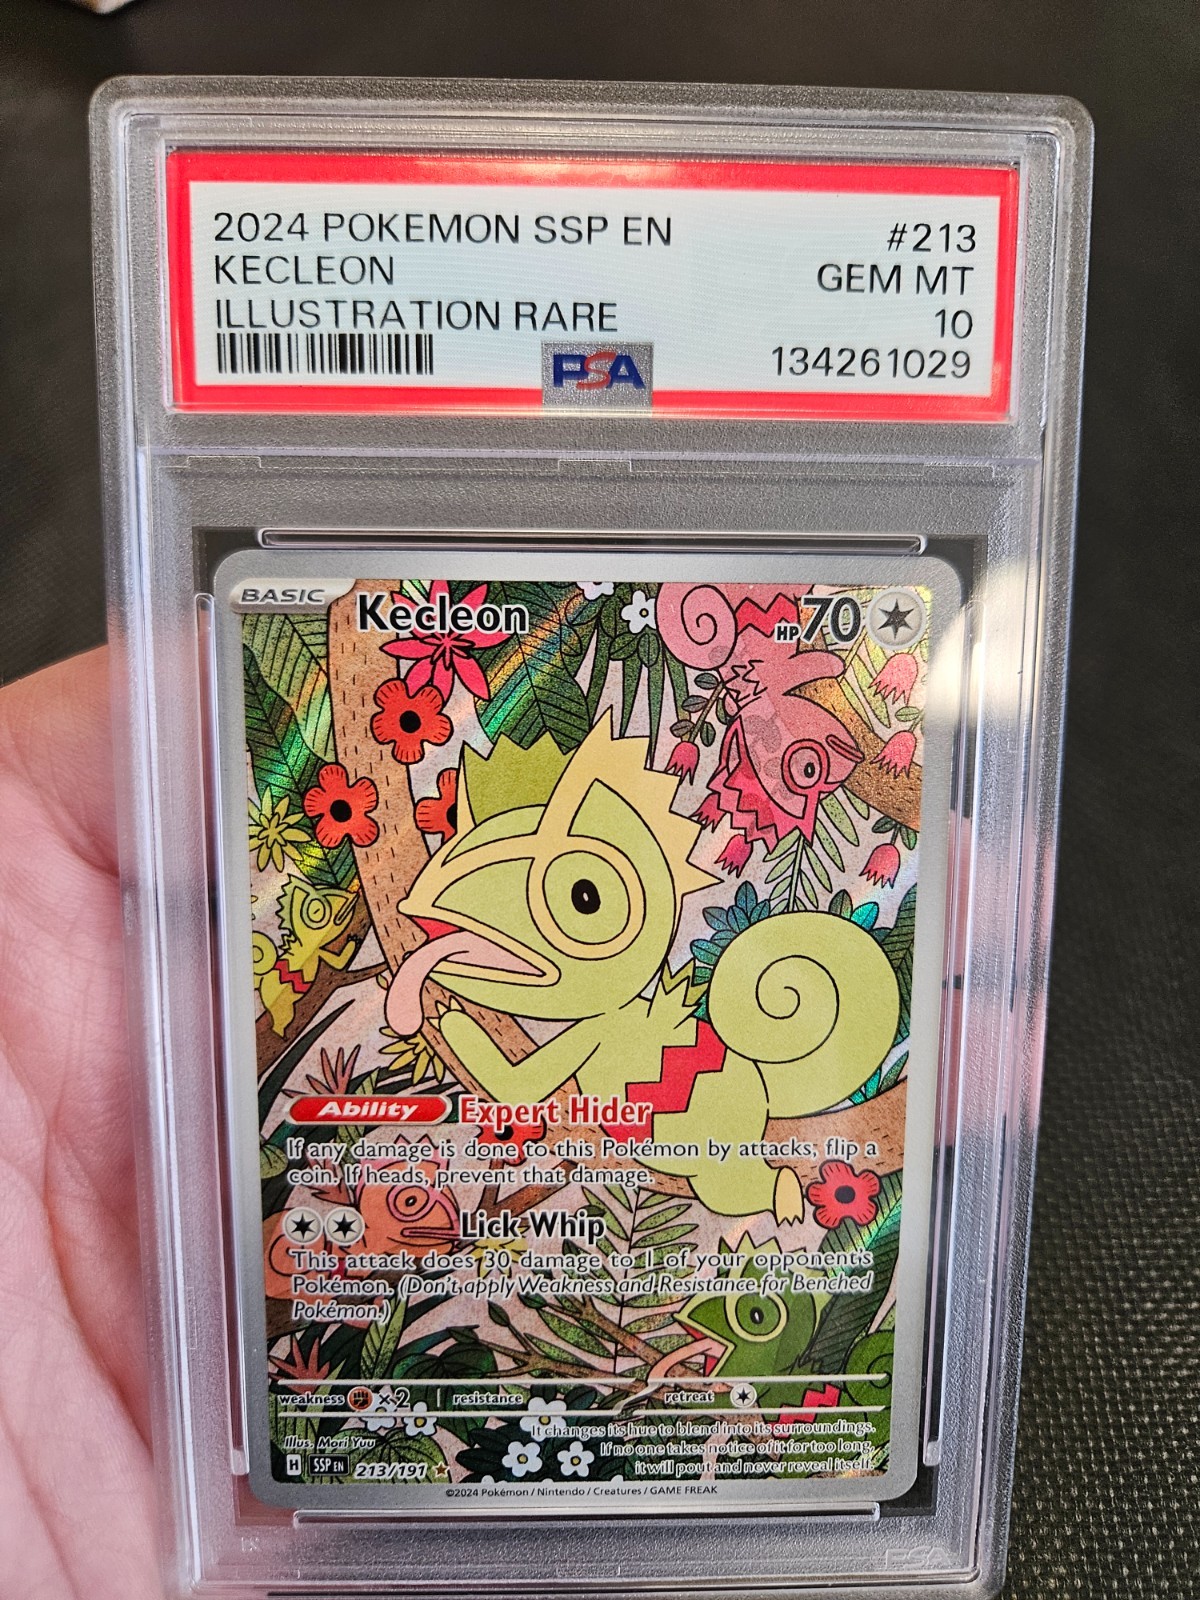 2024 POKEMON SSP EN #213
KECLEON GEM MT
ILLUSTRATION RARE 10
PSA 134261029
BASIC Kecleon HP 70
Ability Expert Hider
If any damage is done to this Pokémon by attacks, flip a
coin. If heads, prevent that damage.
Lick Whip
This attack does 30 damage to 1 of your opponent's
Pokémon. (Don't apply Weakness and Resistance for Benched
Pokémon.)
weakness ×2 resistance retreat
It changes its hue to blend into its surroundings.
Illus. Mori Yuu If no one takes notice of it for too long,
H SSP EN 213/191 it will pout and never reveal itself.
©2024 Pokémon / Nintendo / Creatures / GAME FREAK
PSA